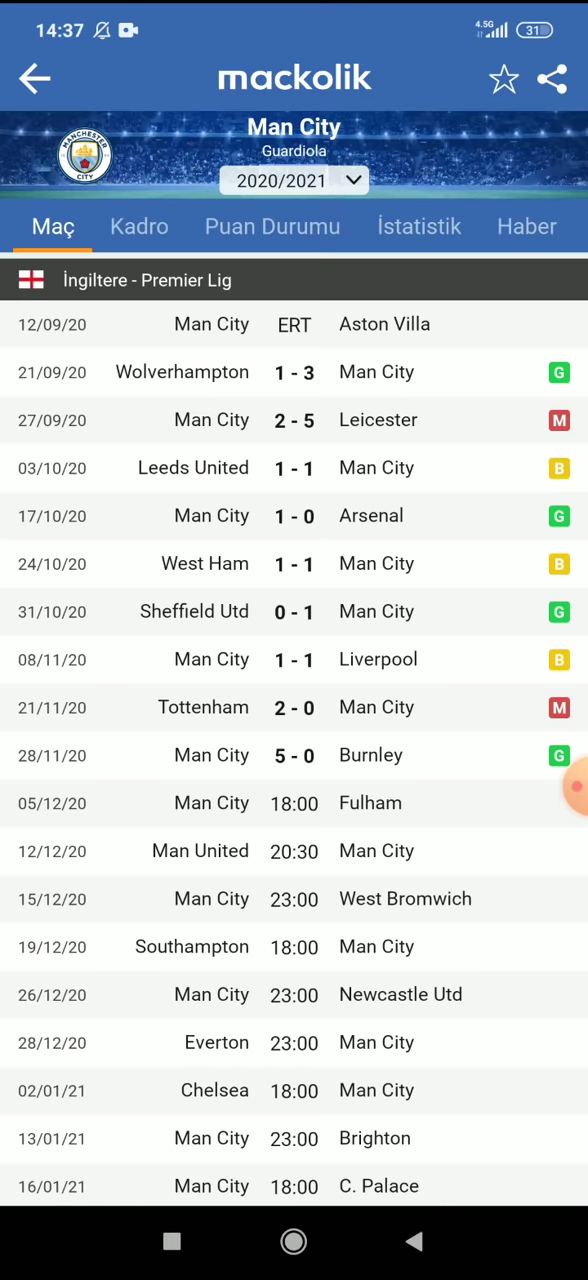 14:37 4.5G 31
mackolik
MANCHESTER CITY
Man City
Guardiola
2020/2021
Maç Kadro Puan Durumu İstatistik Haber
İngiltere - Premier Lig
12/09/20 Man City ERT Aston Villa
21/09/20 Wolverhampton 1 - 3 Man City G
27/09/20 Man City 2 - 5 Leicester M
03/10/20 Leeds United 1 - 1 Man City B
17/10/20 Man City 1 - 0 Arsenal G
24/10/20 West Ham 1 - 1 Man City B
31/10/20 Sheffield Utd 0 - 1 Man City G
08/11/20 Man City 1 - 1 Liverpool B
21/11/20 Tottenham 2 - 0 Man City M
28/11/20 Man City 5 - 0 Burnley G
05/12/20 Man City 18:00 Fulham
12/12/20 Man United 20:30 Man City
15/12/20 Man City 23:00 West Bromwich
19/12/20 Southampton 18:00 Man City
26/12/20 Man City 23:00 Newcastle Utd
28/12/20 Everton 23:00 Man City
02/01/21 Chelsea 18:00 Man City
13/01/21 Man City 23:00 Brighton
16/01/21 Man City 18:00 C. Palace